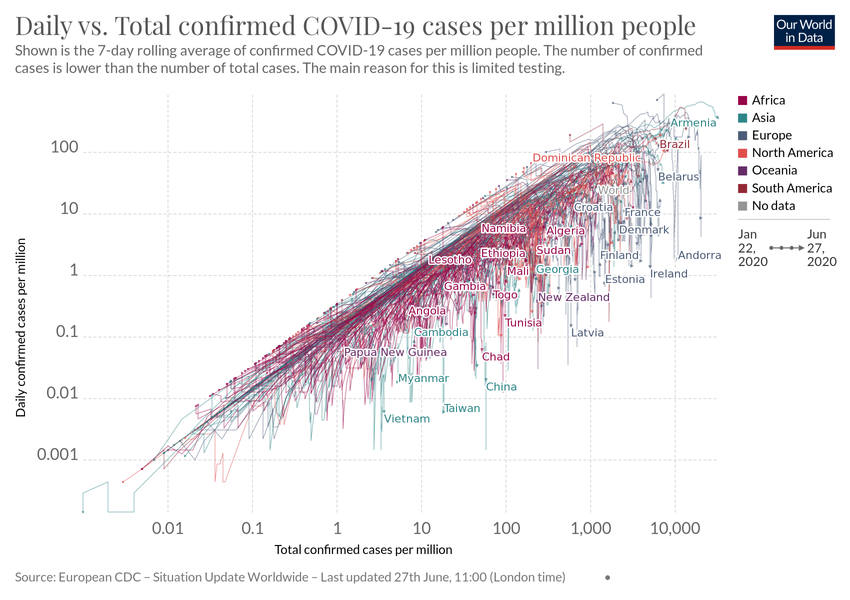 Daily vs. Total confirmed COVID-19 cases per million people
Shown is the 7-day rolling average of confirmed COVID-19 cases per million people. The number of confirmed
cases is lower than the number of total cases. The main reason for this is limited testing.
Our World
in Data
Africa
Asia
Europe
North America
Oceania
South America
No data
Jan
22,
2020
Jun
27,
2020
Daily confirmed cases per million
100
10
1
0.1
0.01
0.001
Armenia
Brazil
Dominican Republic
Belarus
World
Croatia
France
Namibia
Algeria
Denmark
Sudan
Ethiopia
Finland
Andorra
Lesotho
Mali
Georgia
Ireland
Estonia
Gambia
Togo
New Zealand
Angola
Tunisia
Cambodia
Latvia
Papua New Guinea
Chad
Myanmar
China
Taiwan
Vietnam
0.01
0.1
1
10
100
1,000
10,000
Total confirmed cases per million
Source: European CDC – Situation Update Worldwide – Last updated 27th June, 11:00 (London time)